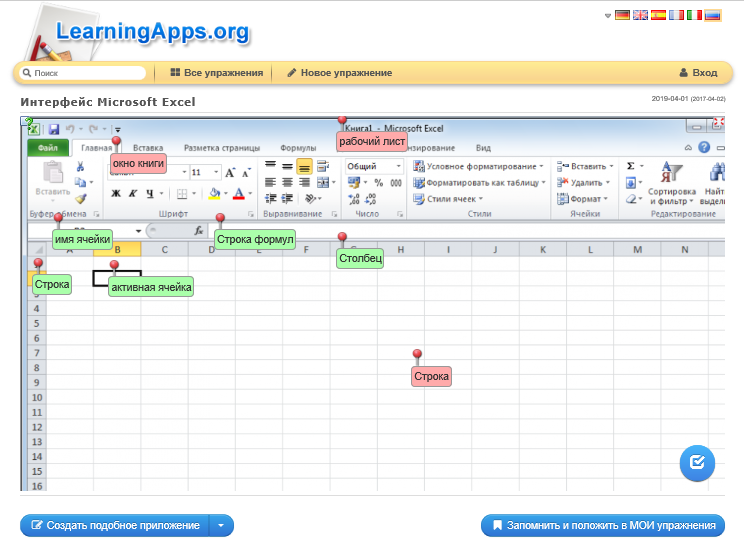 LearningApps.org
Поиск
Все упражнения
Новое упражнение
Вход
Интерфейс Microsoft Excel
2019-04-01 (2017-04-02)
Книга1 - Microsoft Excel
рабочий лист
Файл
Главная
Вставка
Разметка страницы
Формулы
Вид
окно книги
11
Общий
Условное форматирование
Вставить
Σ
Вставить
Ж К Ч
% 000
Форматировать как таблицу
Удалить
Сортировка и фильтр
Стили ячеек
Формат
Буфер обмена
Шрифт
Выравнивание
Число
Стили
Ячейки
Редактирование
имя ячейки
fx
Строка формул
Столбец
B C D F H I J K L M N
Строка
активная ячейка
4
5
6
7
8
9
10
11
12
13
14
15
16
Строка
Создать подобное приложение
Запомнить и положить в МОИ упражнения